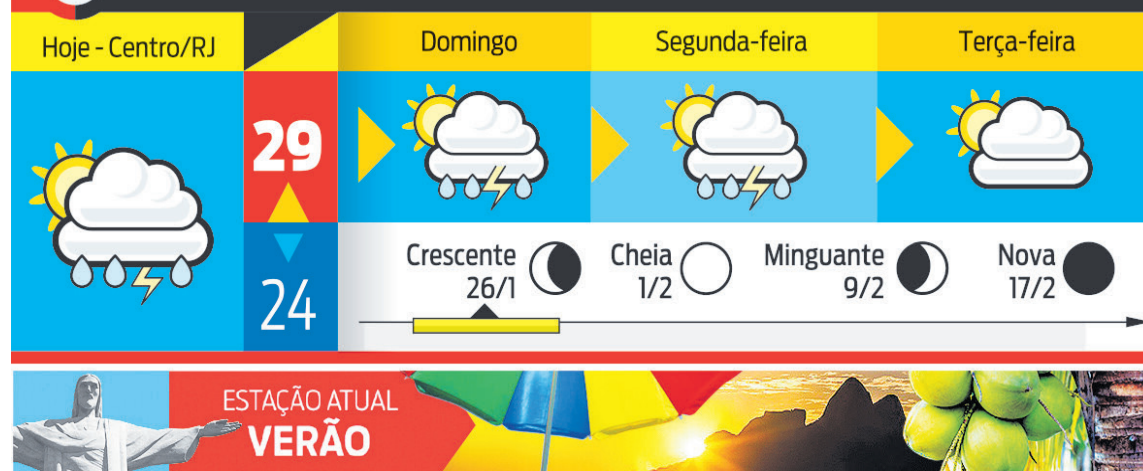 Hoje - Centro/RJ
Domingo
Segunda-feira
Terça-feira
29
24
Crescente
26/1
Cheia
1/2
Minguante
9/2
Nova
17/2
ESTAÇÃO ATUAL
VERÃO